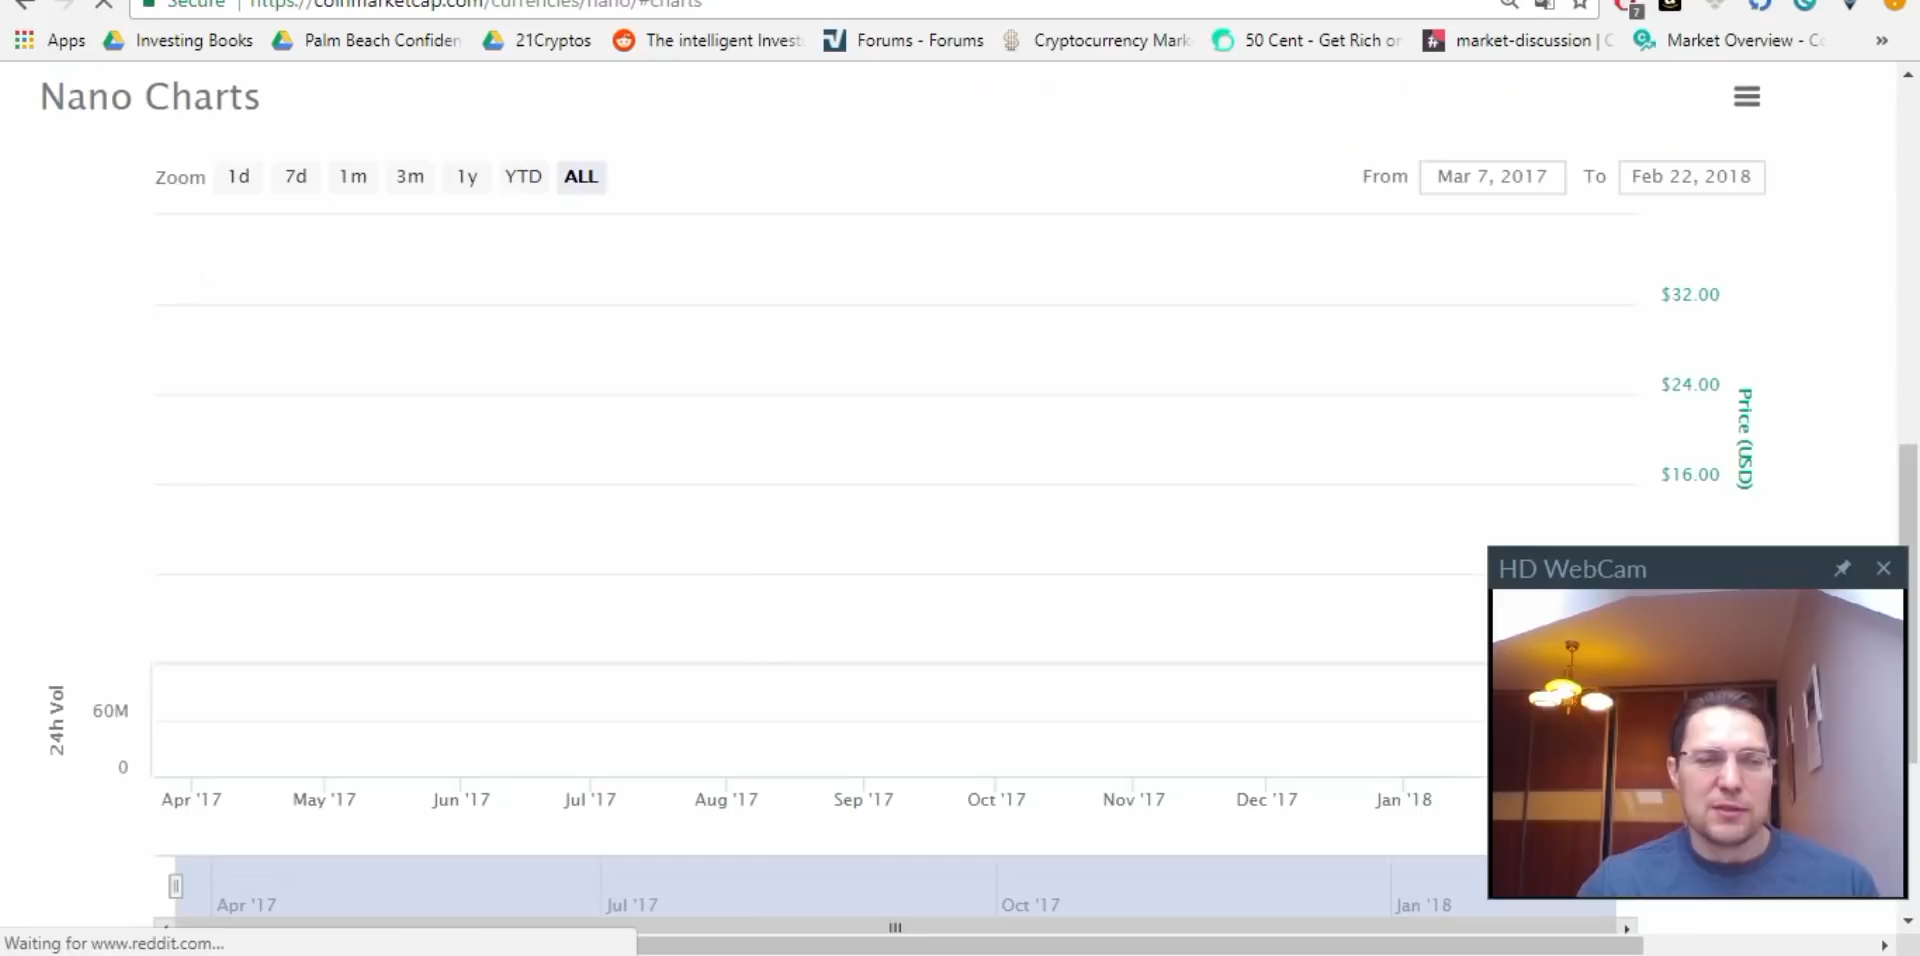 Secure | https://coinmarketcap.com/currencies/nano/#charts
7
Apps Investing Books Palm Beach Confiden 21Cryptos The intelligent Invest Forums - Forums Cryptocurrency Mark 50 Cent - Get Rich or market-discussion | C Market Overview - Co »
Nano Charts
Zoom 1d 7d 1m 3m 1y YTD ALL From Mar 7, 2017 To Feb 22, 2018
$32.00
$24.00
$16.00
Price (USD)
HD WebCam
24h Vol
60M
0
Apr '17 May '17 Jun '17 Jul '17 Aug '17 Sep '17 Oct '17 Nov '17 Dec '17 Jan '18
Apr '17 Jul '17 Oct '17 Jan '18
Waiting for www.reddit.com...